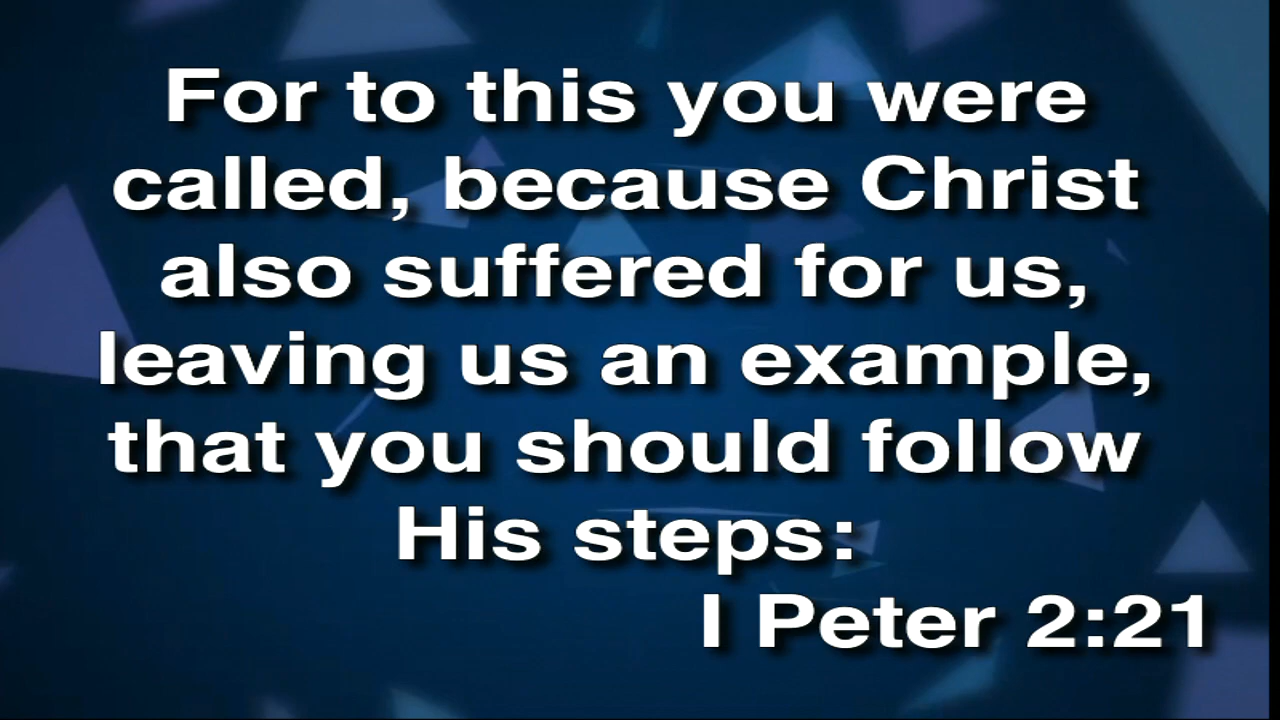 For to this you were
called, because Christ
also suffered for us,
leaving us an example,
that you should follow
His steps:
I Peter 2:21